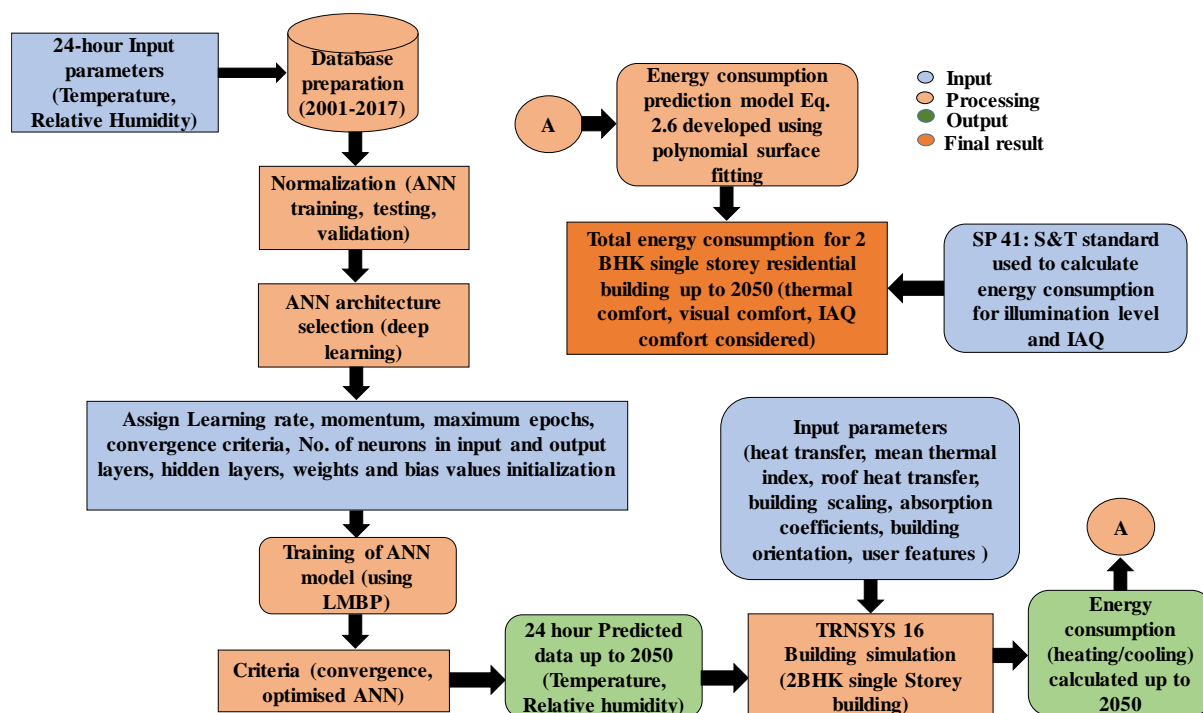 24-hour Input
parameters
(Temperature,
Relative Humidity)
Database
preparation
(2001-2017)
Normalization (ANN
training, testing,
validation)
ANN architecture
selection (deep
learning)
Assign Learning rate, momentum, maximum epochs,
convergence criteria, No. of neurons in input and output
layers, hidden layers, weights and bias values initialization
Training of ANN
model (using
LMBP)
Criteria (convergence,
optimised ANN)
24 hour Predicted
data up to 2050
(Temperature,
Relative humidity)
Input parameters
(heat transfer, mean thermal
index, roof heat transfer,
building scaling, absorption
coefficients, building
orientation, user features )
TRNSYS 16
Building simulation
(2BHK single Storey
building)
Energy
consumption
(heating/cooling)
calculated up to
2050
A
A
Energy consumption
prediction model Eq.
2.6 developed using
polynomial surface
fitting
Total energy consumption for 2
BHK single storey residential
building up to 2050 (thermal
comfort, visual comfort, IAQ
comfort considered)
SP 41: S&T standard
used to calculate
energy consumption
for illumination level
and IAQ
Input
Processing
Output
Final result